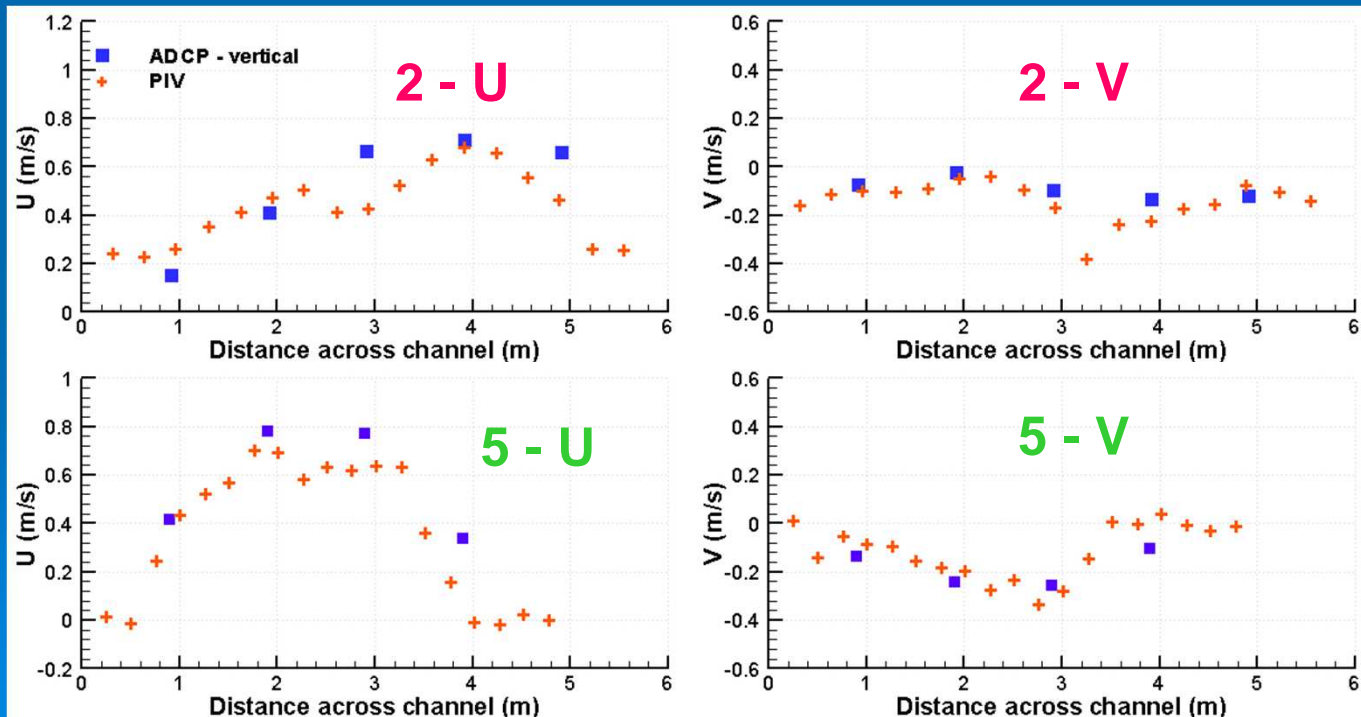 1.2
1
0.8
0.6
0.4
0.2
0
U (m/s)
ADCP - vertical
PIV
2 - U
0 1 2 3 4 5 6
Distance across channel (m)
0.6
0.4
0.2
0
-0.2
-0.4
-0.6
V (m/s)
2 - V
0 1 2 3 4 5 6
Distance across channel (m)
1
0.8
0.6
0.4
0.2
0
-0.2
U (m/s)
5 - U
0 1 2 3 4 5 6
Distance across channel (m)
0.6
0.4
0.2
0
-0.2
-0.4
-0.6
V (m/s)
5 - V
0 1 2 3 4 5 6
Distance across channel (m)